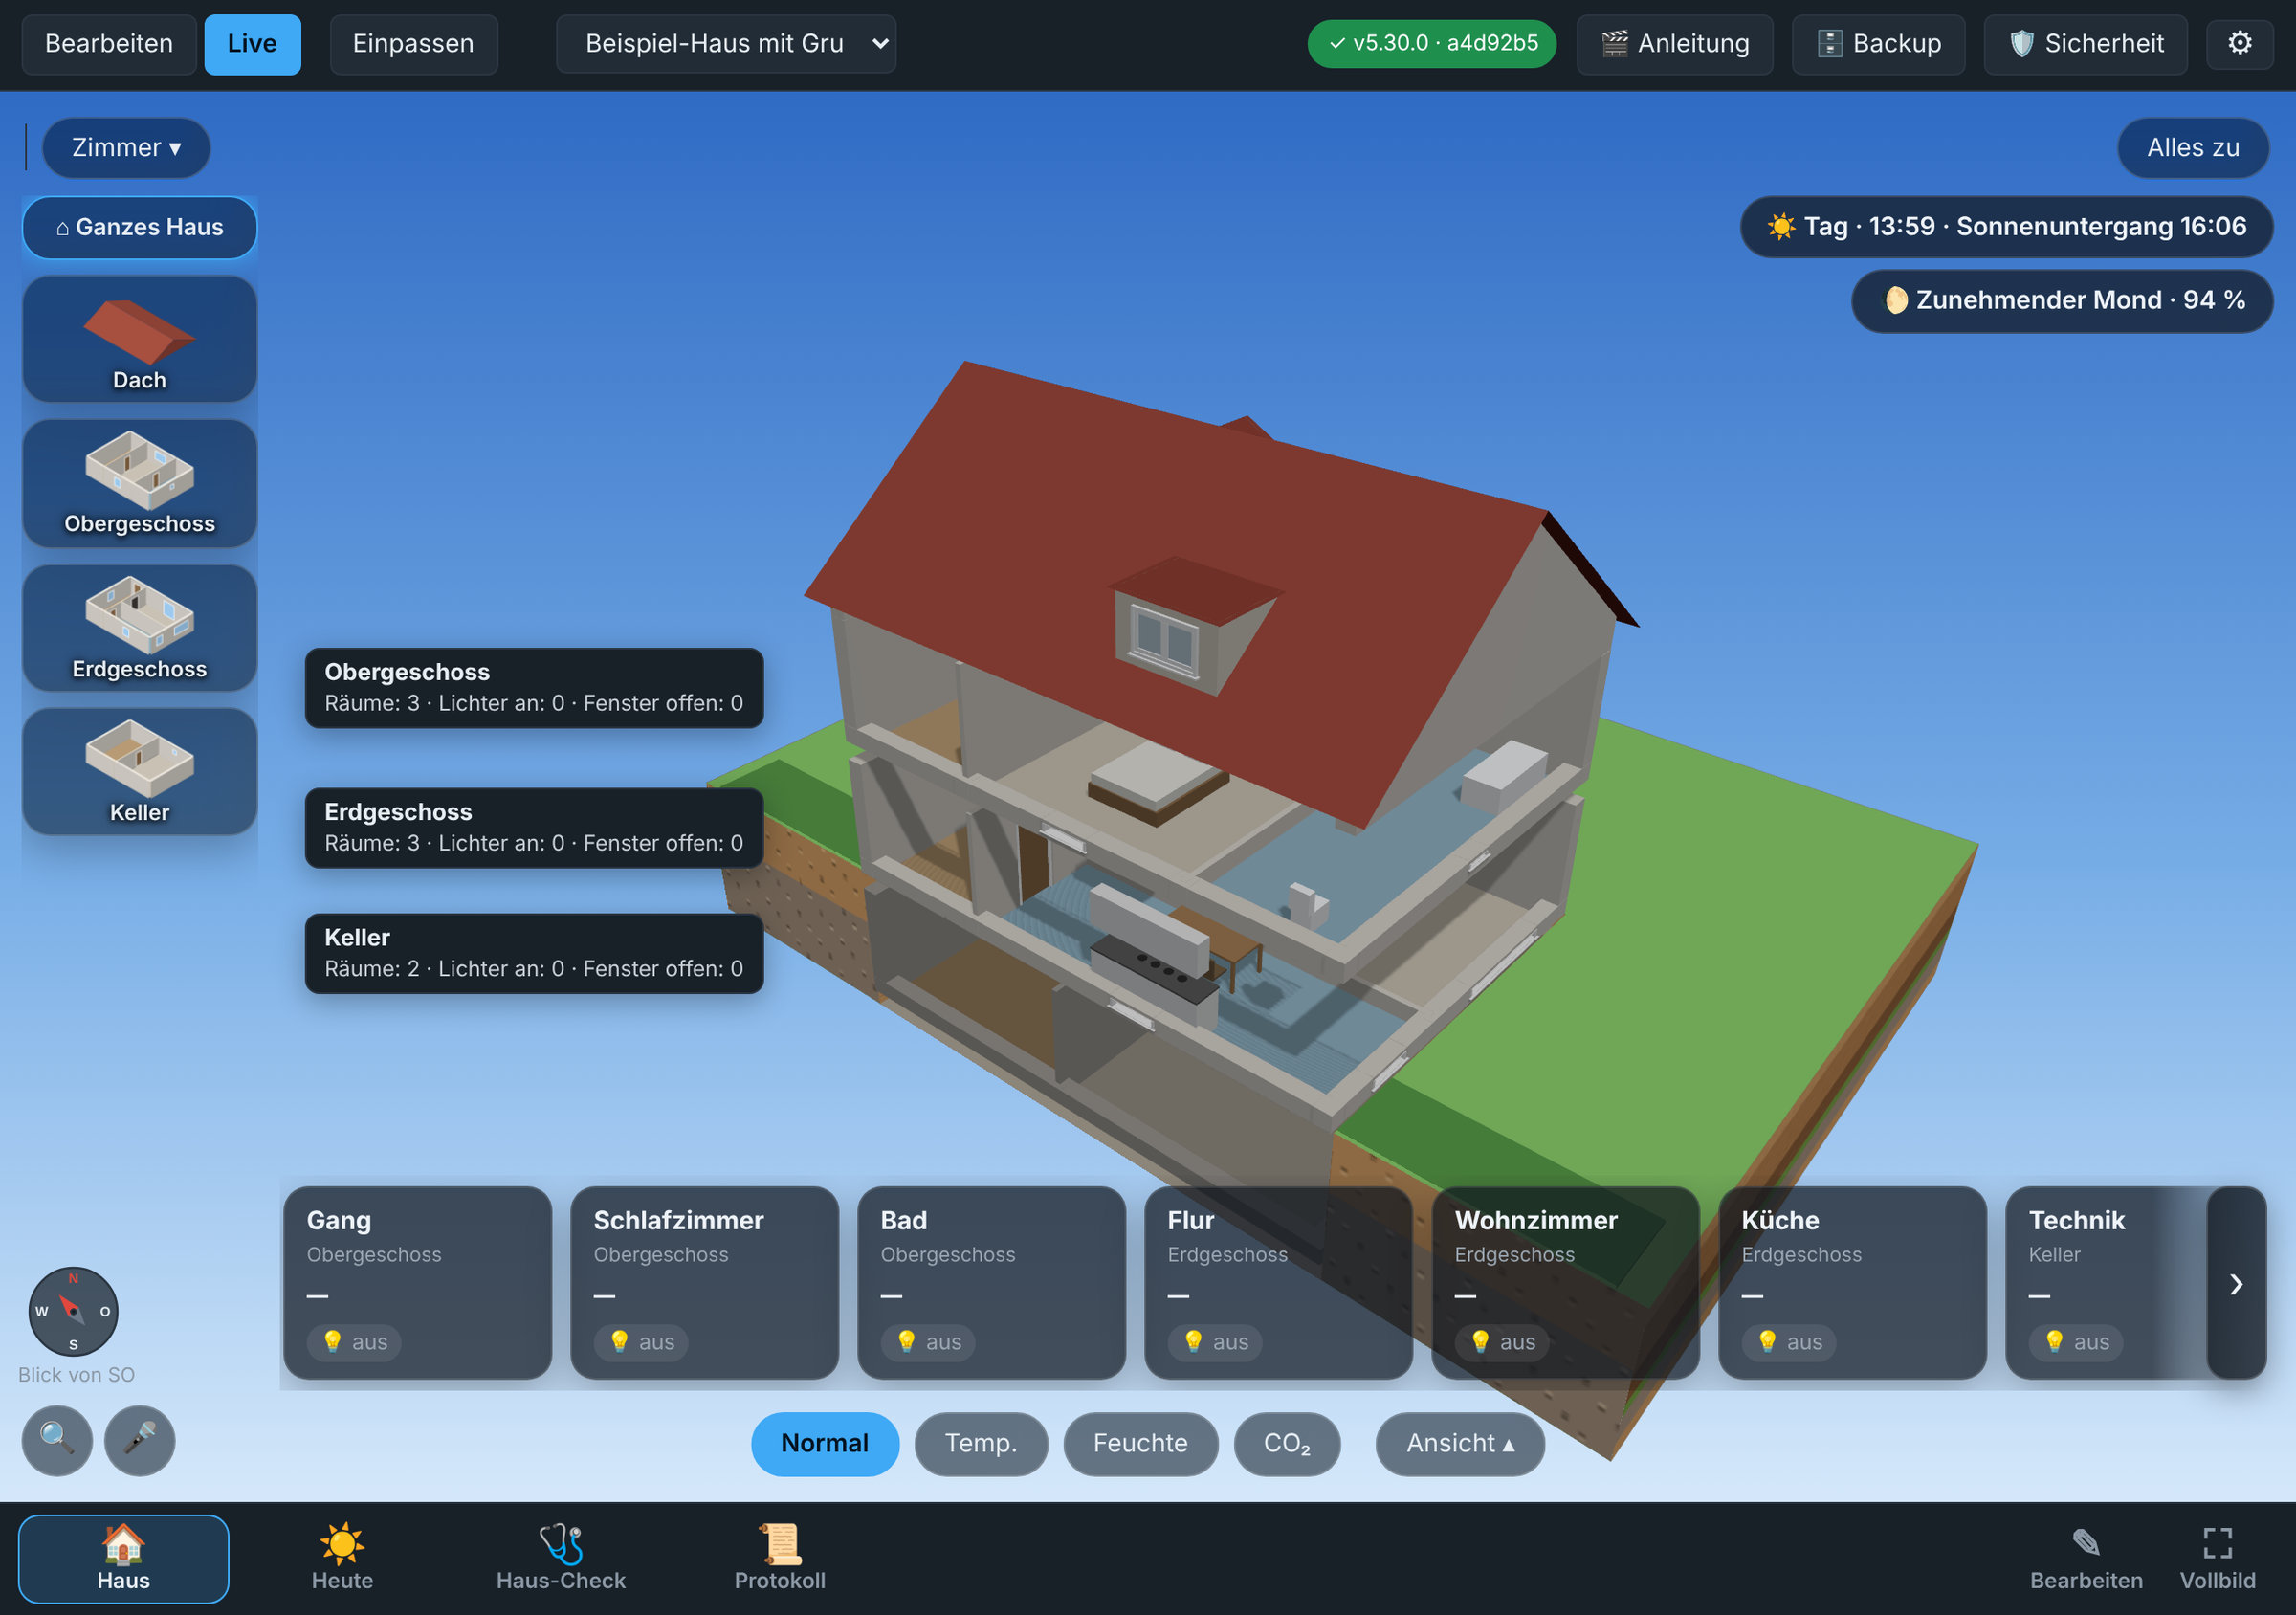 Bearbeiten Live Einpassen Beispiel-Haus mit Gru ✓ v5.30.0 · a4d92b5 Anleitung Backup Sicherheit
Zimmer ▾ Alles zu
⌂ Ganzes Haus
Tag · 13:59 · Sonnenuntergang 16:06
Zunehmender Mond · 94 %
Dach
Obergeschoss
Erdgeschoss
Keller
Obergeschoss
Räume: 3 · Lichter an: 0 · Fenster offen: 0
Erdgeschoss
Räume: 3 · Lichter an: 0 · Fenster offen: 0
Keller
Räume: 2 · Lichter an: 0 · Fenster offen: 0
Gang
Obergeschoss
—
aus
Schlafzimmer
Obergeschoss
—
aus
Bad
Obergeschoss
—
aus
Flur
Erdgeschoss
—
aus
Wohnzimmer
Erdgeschoss
—
aus
Küche
Erdgeschoss
—
aus
Technik
Keller
—
aus
›
N
W O
S
Blick von SO
Normal Temp. Feuchte CO₂ Ansicht ▴
Haus Heute Haus-Check Protokoll Bearbeiten Vollbild